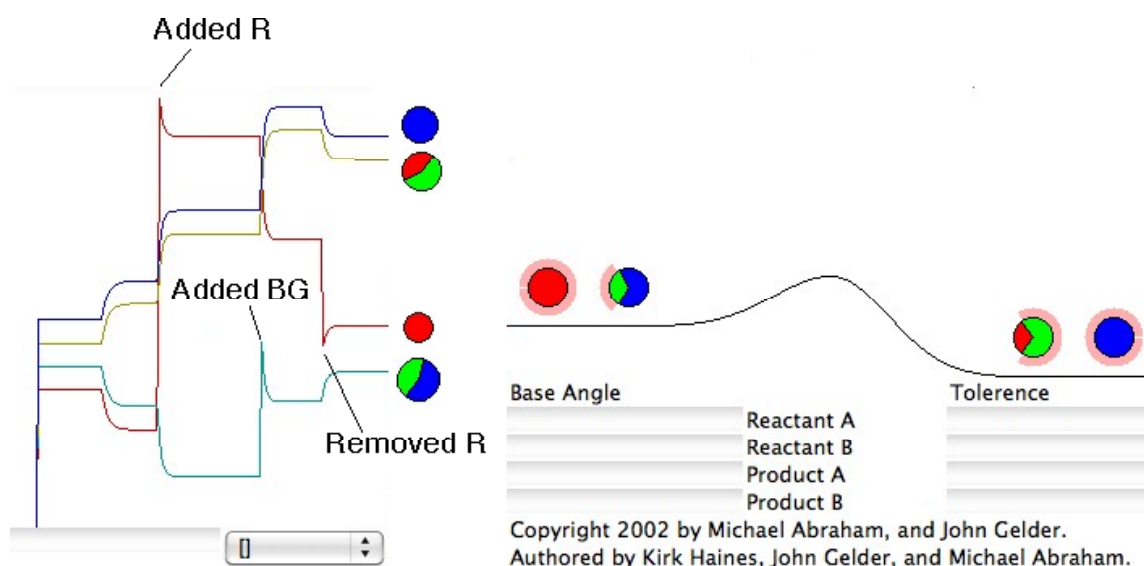 Added R
Added BG
Removed R
[]
Base Angle
Tolerence
Reactant A
Reactant B
Product A
Product B
Copyright 2002 by Michael Abraham, and John Gelder.
Authored by Kirk Haines, John Gelder, and Michael Abraham.